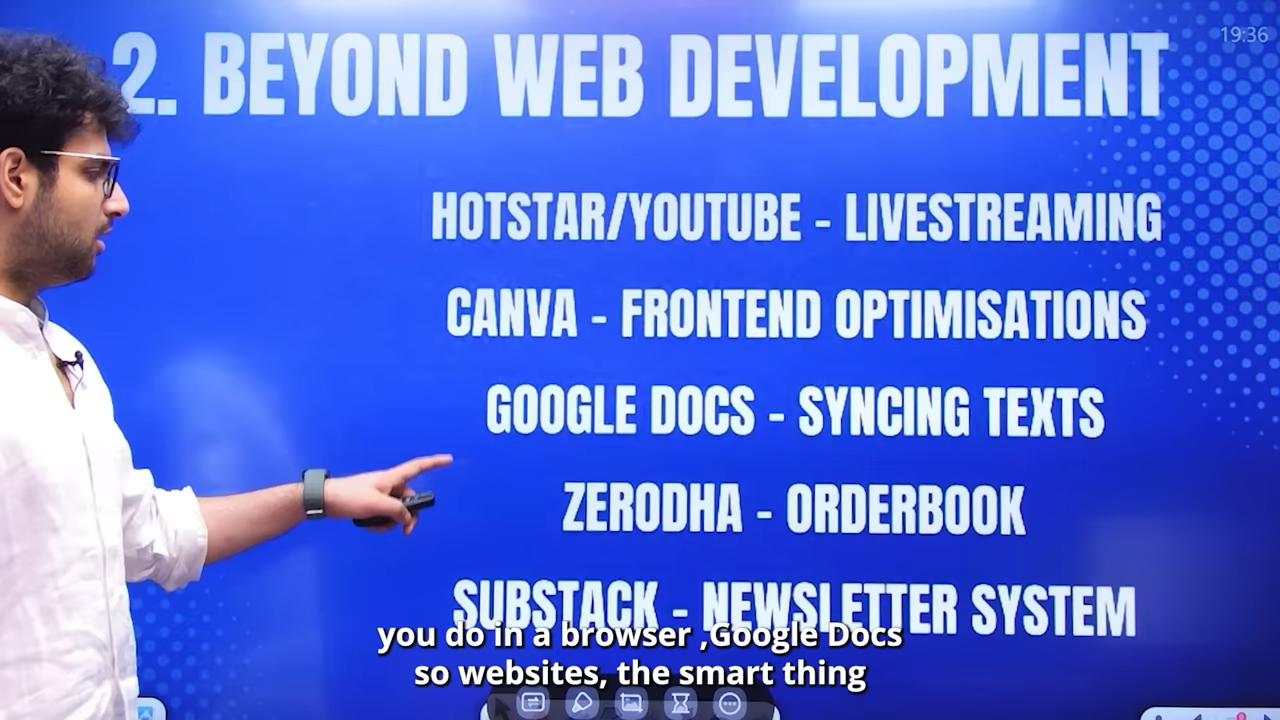 19:36
2. BEYOND WEB DEVELOPMENT
HOTSTAR/YOUTUBE - LIVESTREAMING
CANVA - FRONTEND OPTIMISATIONS
GOOGLE DOCS - SYNCING TEXTS
ZERODHA - ORDERBOOK
SUBSTACK - NEWSLETTER SYSTEM
you do in a browser ,Google Docs
so websites, the smart thing